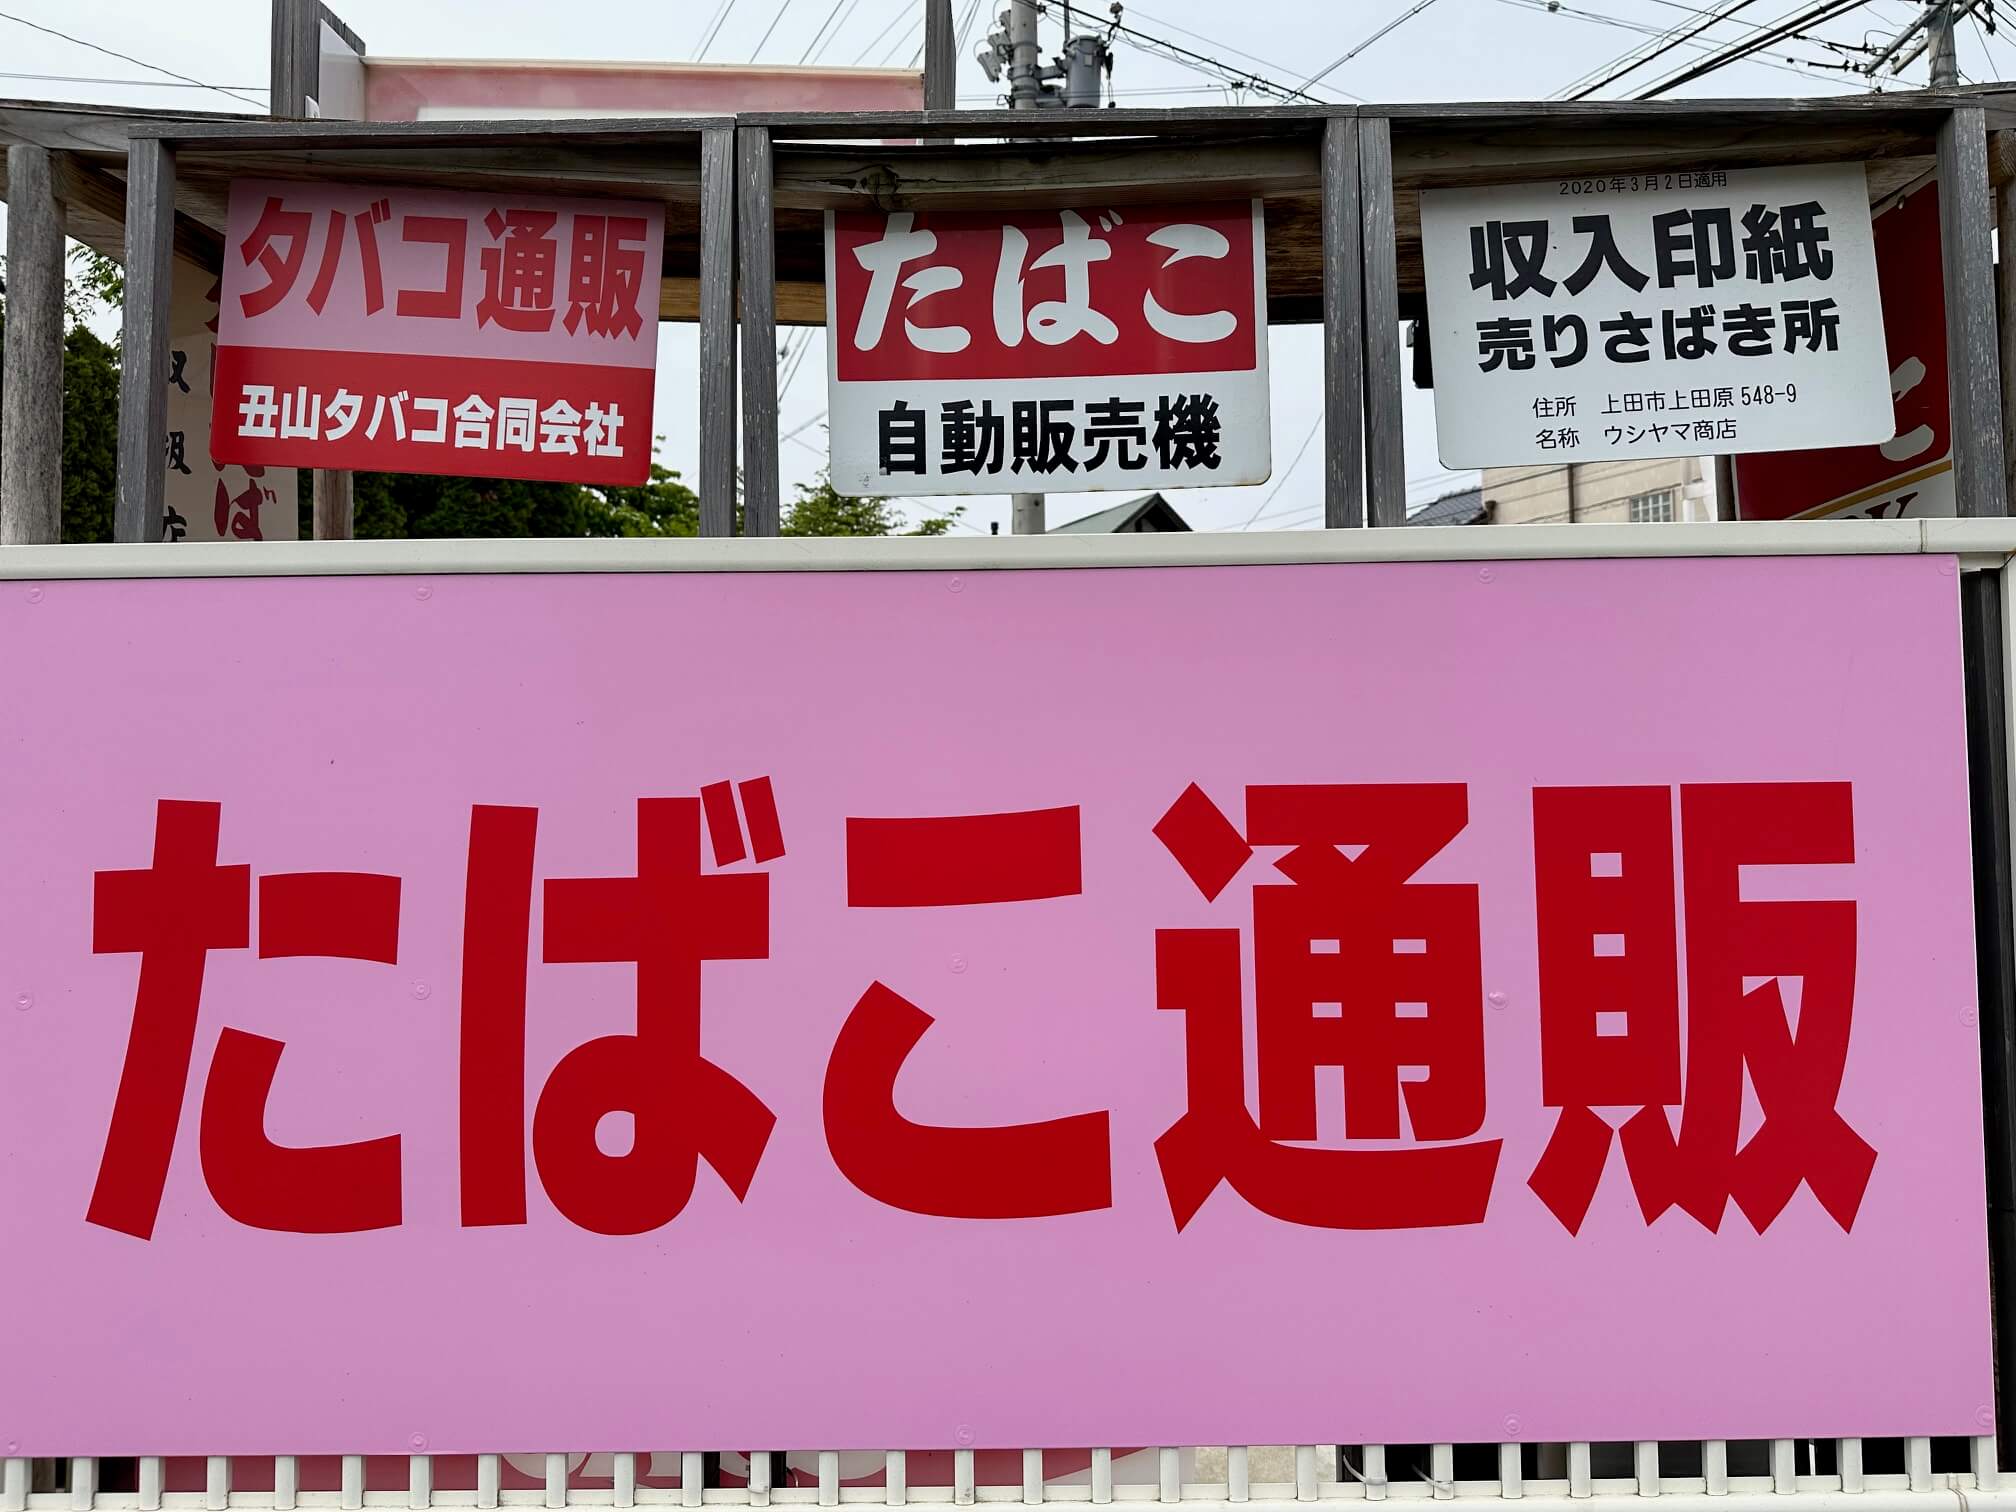 タバコ通販
丑山タバコ合同会社
たばこ
自動販売機
2020年3月2日適用
収入印紙
売りさばき所
住所 上田市上田原548-9
名称 ウシヤマ商店
たばこ通販